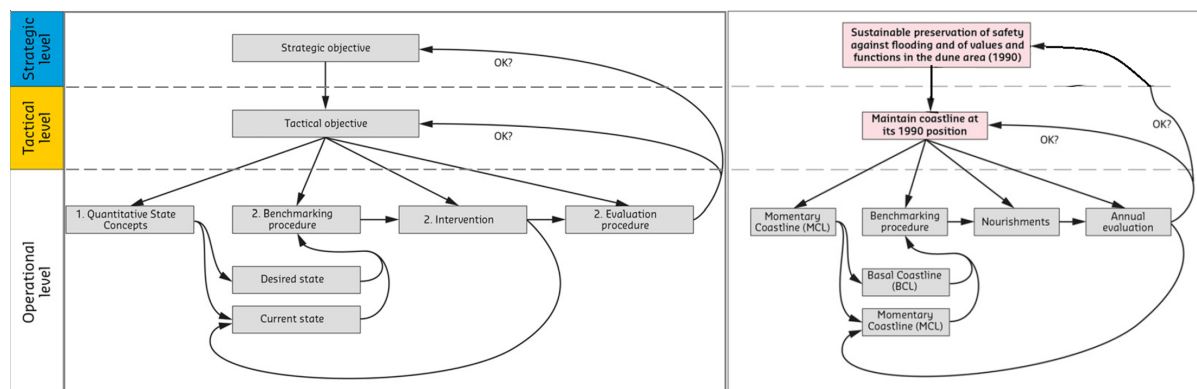 Strategic
level
Tactical
level
Operational
level
Strategic objective
OK?
Tactical objective
OK?
1. Quantitative State
Concepts
2. Benchmarking
procedure
2. Intervention
2. Evaluation
procedure
Desired state
Current state
Sustainable preservation of safety
against flooding and of values and
functions in the dune area (1990)
OK?
Maintain coastline at
its 1990 position
OK?
Momentary
Coastline (MCL)
Benchmarking
procedure
Nourishments
Annual
evaluation
Basal Coastline
(BCL)
Momentary
Coastline (MCL)